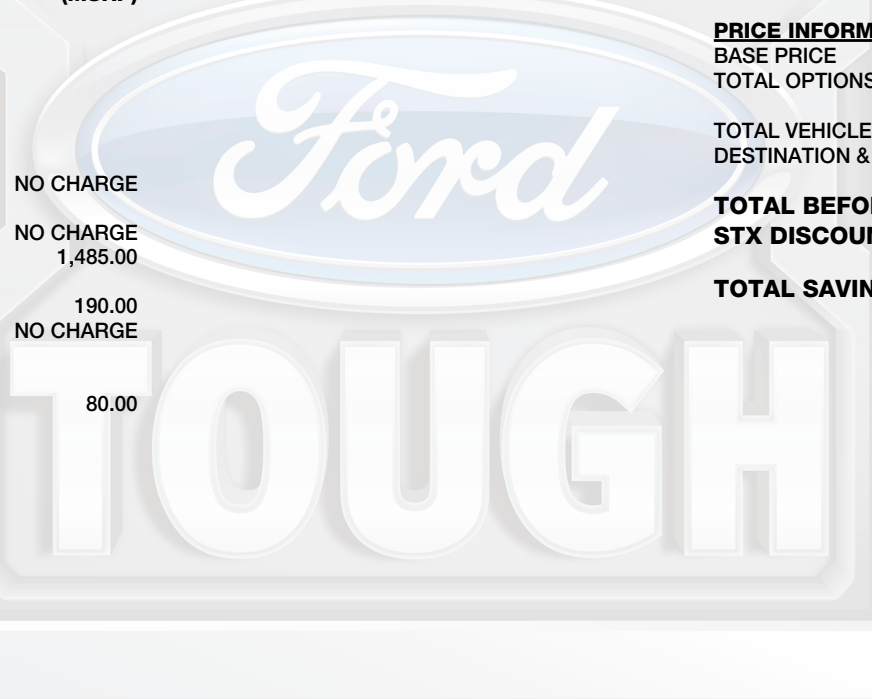 (MSRP)
NO CHARGE
NO CHARGE
1,485.00
190.00
NO CHARGE
80.00
PRICE INFORM
BASE PRICE
TOTAL OPTIONS
TOTAL VEHICLE
DESTINATION &
TOTAL BEFO
STX DISCOU
TOTAL SAVIN
Ford
TOUGH